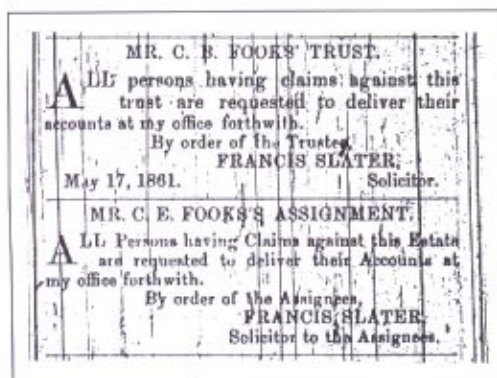 MR. C. B. FOOKS' TRUST.
ALL persons having claims against this
trust are requested to deliver their
accounts at my office forthwith.
By order of the Trustee,
FRANCIS SLATER,
May 17, 1861. Solicitor.
MR. C. E. FOOKS'S ASSIGNMENT.
ALL Persons having Claims against this Estate
are requested to deliver their Accounts at
my office forthwith.
By order of the Assignees,
FRANCIS SLATER,
Solicitor to the Assignees.